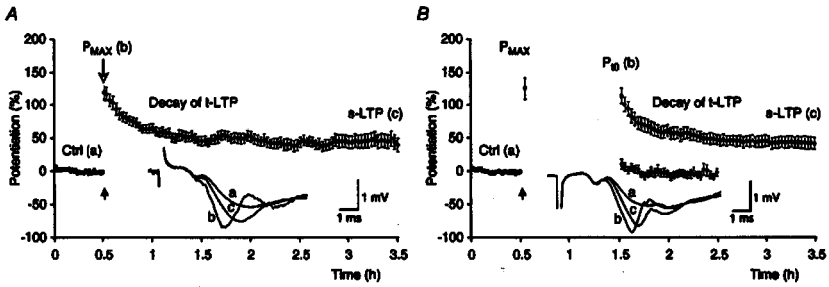 A
P_MAX (b)
200
150
100
50
0
-50
-100
Potentiation (%)
Decay of t-LTP
s-LTP (c)
Ctrl (a)
a
c
b
1 mV
1 ms
0 0.5 1 1.5 2 2.5 3 3.5
Time (h)
B
P_MAX
P_t0 (b)
200
150
100
50
0
-50
-100
Potentiation (%)
Decay of t-LTP
s-LTP (c)
Ctrl (a)
a
c
b
1 mV
1 ms
0 0.5 1 1.5 2 2.5 3 3.5
Time (h)